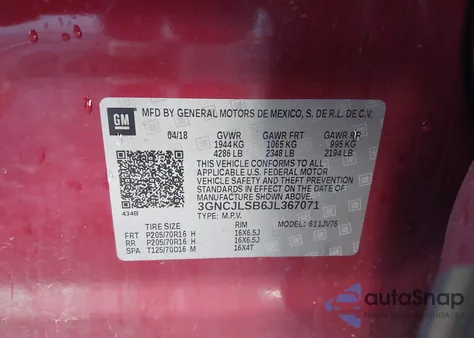 GM
MFD BY GENERAL MOTORS DE MEXICO, S. DE R.L. DE C.V.
04/18 GVWR GAWR FRT GAWR RR
1944 KG 1065 KG 995 KG
4286 LB 2348 LB 2194 LB
THIS VEHICLE CONFORMS TO ALL
APPLICABLE U.S. FEDERAL MOTOR
VEHICLE SAFETY AND THEFT
PREVENTION STANDARDS IN EFFECT
ON THE DATE OF MANUFACTURE
SHOWN ABOVE.
3GNCJLSB6JL367071
434B TYPE: M.P.V. MODEL: 611JV76
TIRE SIZE RIM
FRT P205/70R16 H 16X6.5J
RR P205/70R16 H 16X6.5J
SPA T125/70D16 M 16X4T
autoSnap